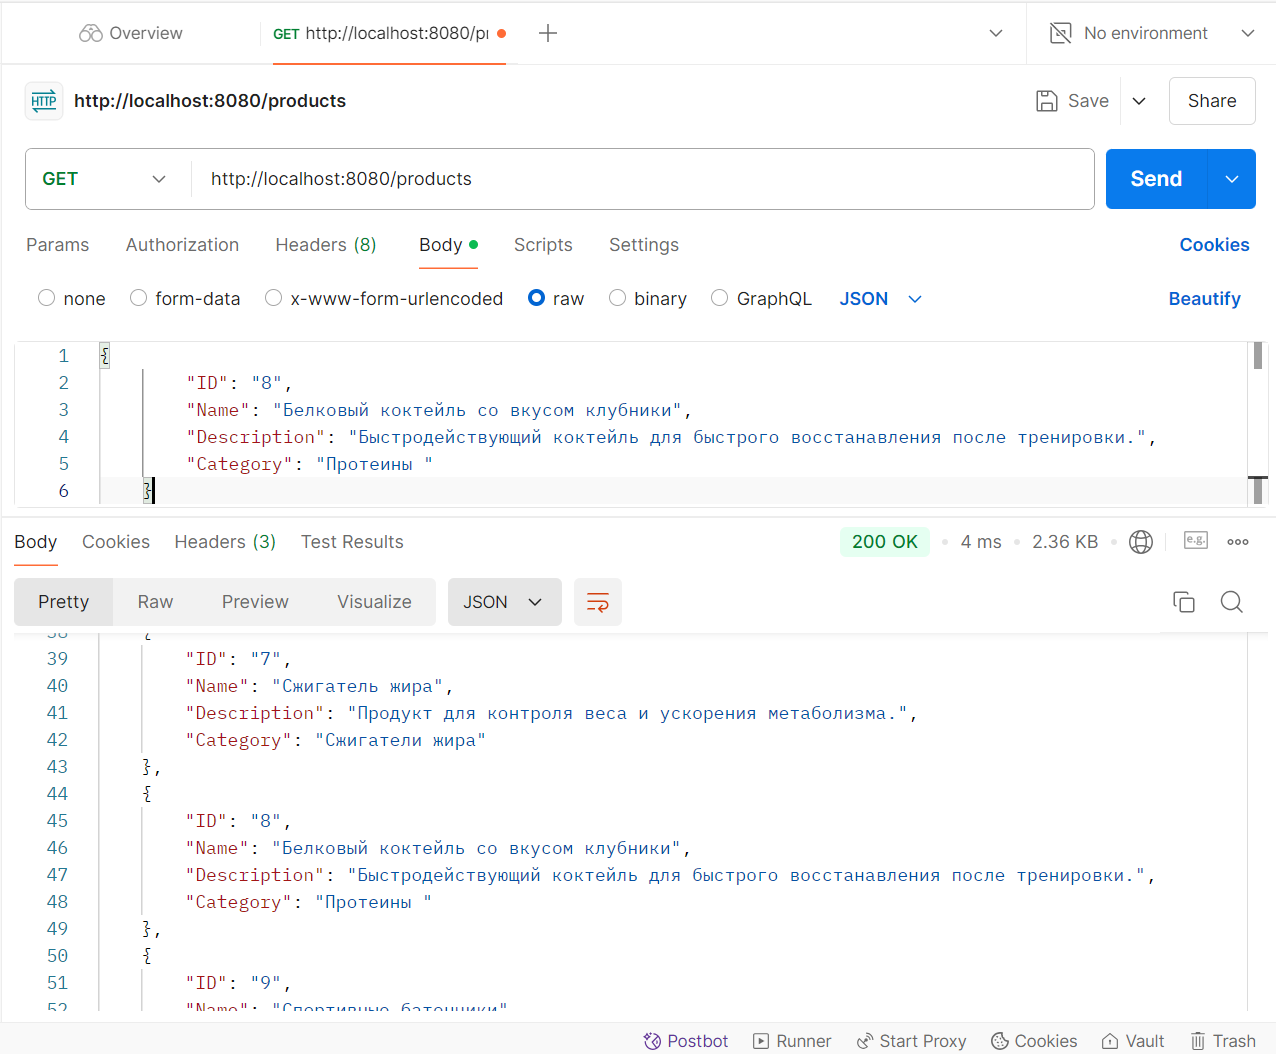 Overview
GET http://localhost:8080/p
No environment
HTTP http://localhost:8080/products
Save
Share
GET http://localhost:8080/products
Send
Params Authorization Headers (8) Body Scripts Settings Cookies
none form-data x-www-form-urlencoded raw binary GraphQL JSON Beautify
1 {
2 "ID": "8",
3 "Name": "Белковый коктейль со вкусом клубники",
4 "Description": "Быстродействующий коктейль для быстрого восстанавления после тренировки.",
5 "Category": "Протеины "
6 }
Body Cookies Headers (3) Test Results 200 OK 4 ms 2.36 KB e.g.
Pretty Raw Preview Visualize JSON
38 {
39 "ID": "7",
40 "Name": "Сжигатель жира",
41 "Description": "Продукт для контроля веса и ускорения метаболизма.",
42 "Category": "Сжигатели жира"
43 },
44 {
45 "ID": "8",
46 "Name": "Белковый коктейль со вкусом клубники",
47 "Description": "Быстродействующий коктейль для быстрого восстанавления после тренировки.",
48 "Category": "Протеины "
49 },
50 {
51 "ID": "9",
52 "Name": "Спортивные батончики"
Postbot Runner Start Proxy Cookies Vault Trash